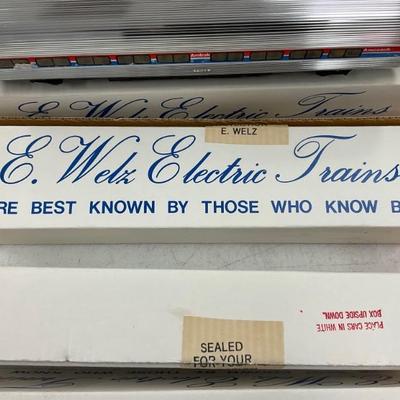 Amtrak
Amtrak
E. Welz Electric Trains
E. WELZ
E. Welz Electric Trains
RE BEST KNOWN BY THOSE WHO KNOW B
PLACE CARS IN WHITE
BOX UPSIDE DOWN.
SEALED
FOR YOUR